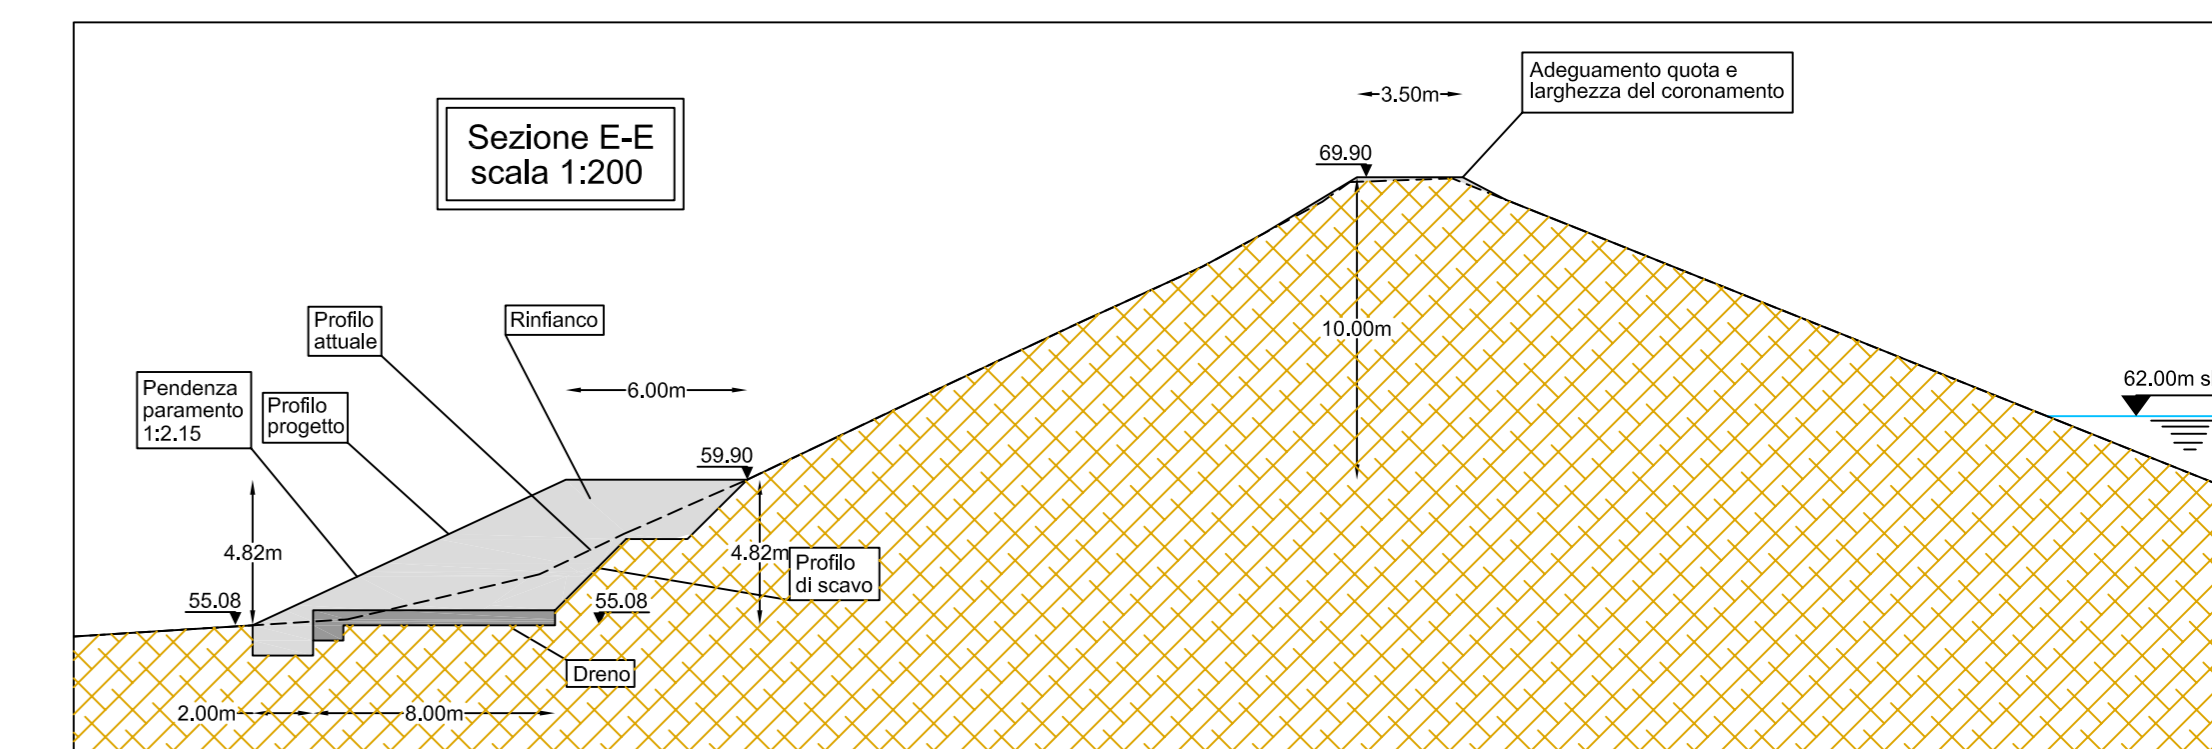 Sezione E-E
scala 1:200
Adeguamento quota e
larghezza del coronamento
3.50m
69.90
10.00m
Profilo
attuale
Rinfianco
Pendenza
paramento
1:2.15
Profilo
progetto
6.00m
62.00m s
59.90
4.82m
4.82m
Profilo
di scavo
55.08
55.08
Dreno
2.00m
8.00m